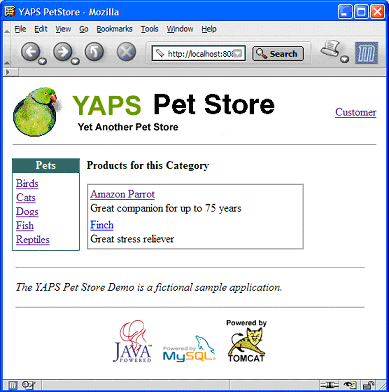 YAPS PetStore - Mozilla
File Edit View Go Bookmarks Tools Window Help
http://localhost:808
Search
YAPS Pet Store
Yet Another Pet Store
Customer
Pets
Birds
Cats
Dogs
Fish
Reptiles
Products for this Category
Amazon Parrot
Great companion for up to 75 years
Finch
Great stress reliever
The YAPS Pet Store Demo is a fictional sample application.
JAVA
POWERED
Powered by
MySQL
Powered by
TOMCAT